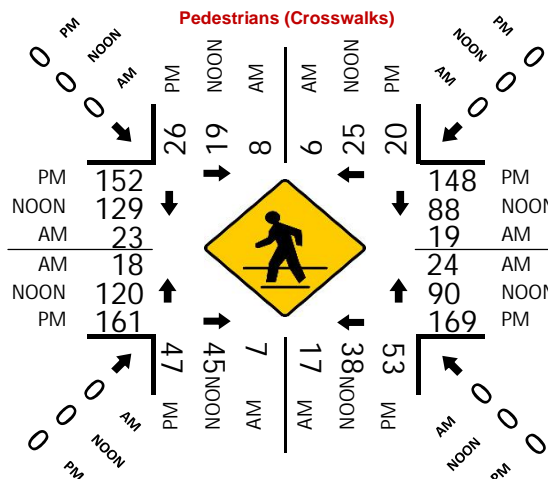 Pedestrians (Crosswalks)
0 PM
0 NOON
0 AM
PM NOON AM AM NOON PM
26 19 8 6 25 20
PM 0
NOON 0
AM 0
PM 152 148 PM
NOON 129 88 NOON
AM 23 19 AM
AM 18 24 AM
NOON 120 90 NOON
PM 161 169 PM
47 45 7 17 38 53
PM NOON AM AM NOON PM
0 AM
0 NOON
0 PM
AM 0
NOON 0
PM 0